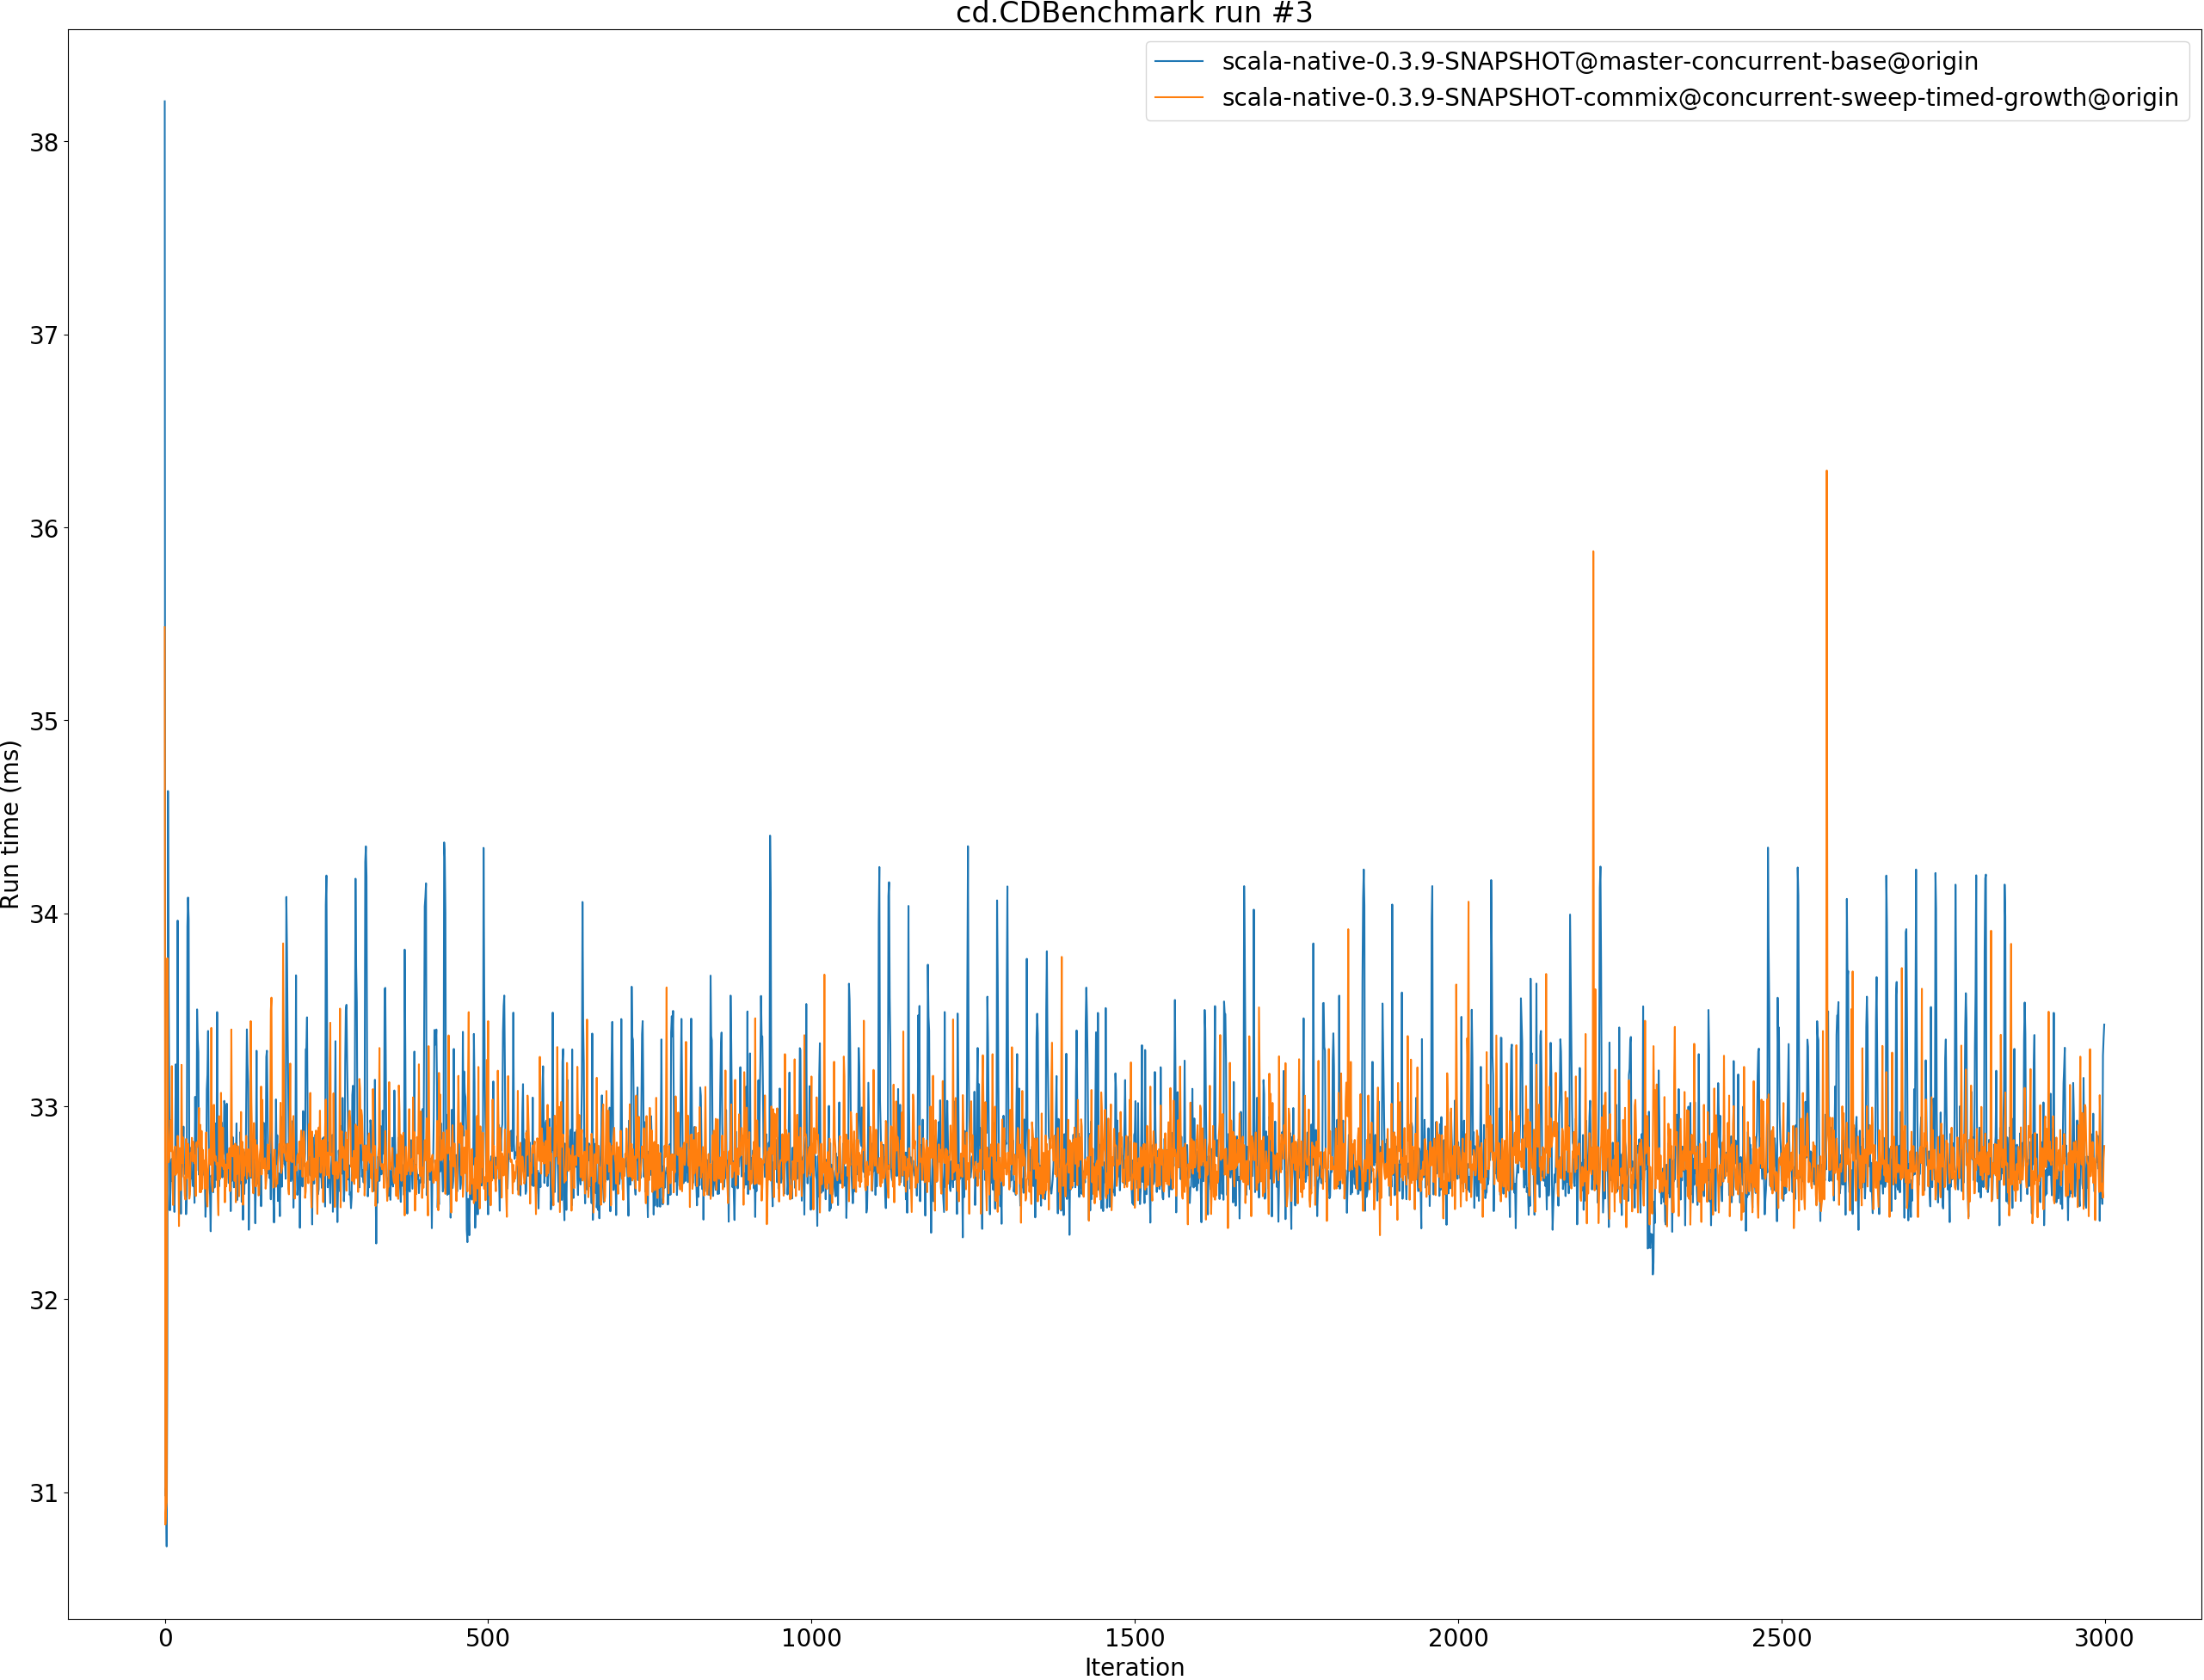 cd.CDBenchmark run #3
scala-native-0.3.9-SNAPSHOT@master-concurrent-base@origin
scala-native-0.3.9-SNAPSHOT-commix@concurrent-sweep-timed-growth@origin
38
37
36
35
34
33
32
31
Run time (ms)
0 500 1000 1500 2000 2500 3000
Iteration